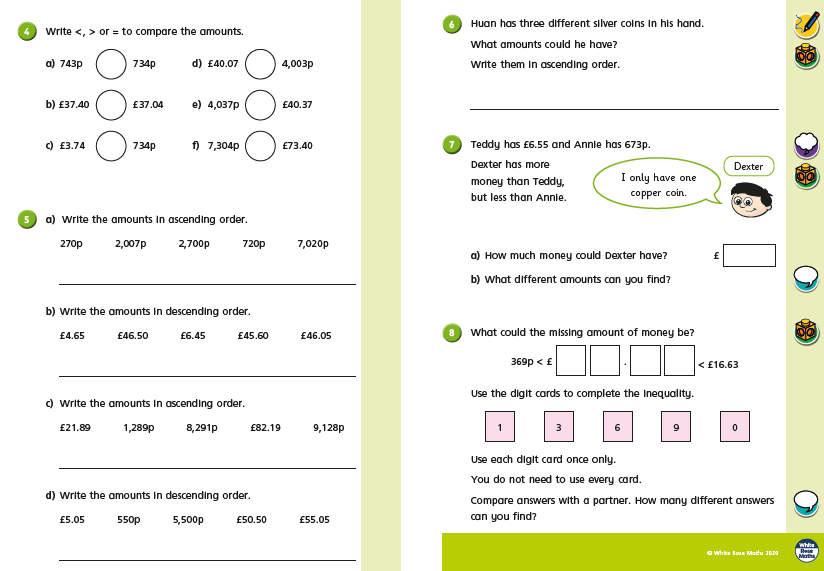 4 Write <, > or = to compare the amounts.
a) 743p 734p d) £40.07 4,003p
b) £37.40 £37.04 e) 4,037p £40.37
c) £3.74 734p f) 7,304p £73.40
5 a) Write the amounts in ascending order.
270p 2,007p 2,700p 720p 7,020p
b) Write the amounts in descending order.
£4.65 £46.50 £6.45 £45.60 £46.05
c) Write the amounts in ascending order.
£21.89 1,289p 8,291p £82.19 9,128p
d) Write the amounts in descending order.
£5.05 550p 5,500p £50.50 £55.05
6 Huan has three different silver coins in his hand.
What amounts could he have?
Write them in ascending order.
7 Teddy has £6.55 and Annie has 673p.
Dexter has more
money than Teddy,
but less than Annie.
I only have one
copper coin.
Dexter
a) How much money could Dexter have? £
b) What different amounts can you find?
8 What could the missing amount of money be?
369p < £ . < £16.63
Use the digit cards to complete the inequality.
1 3 6 9 0
Use each digit card once only.
You do not need to use every card.
Compare answers with a partner. How many different answers
can you find?
© White Rose Maths 2020
White
Rose
Maths